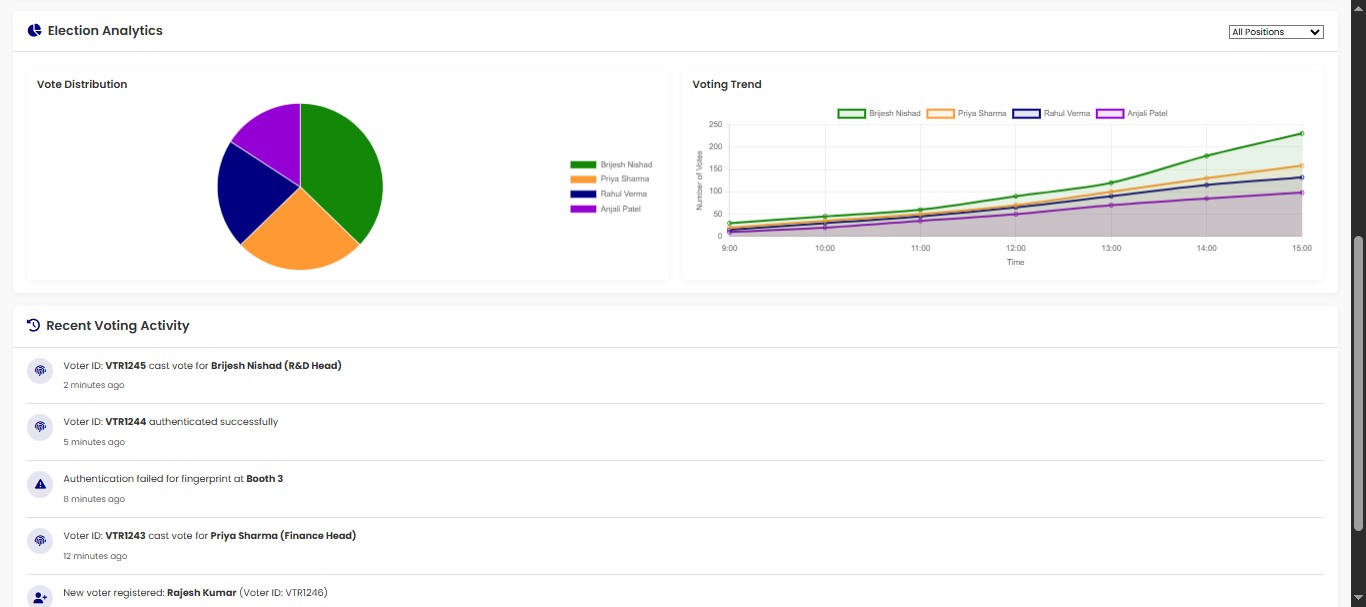 Election Analytics
All Positions
Vote Distribution
Brijesh Nishad
Priya Sharma
Rahul Verma
Anjali Patel
Voting Trend
Brijesh Nishad Priya Sharma Rahul Verma Anjali Patel
Number of Votes
250
200
150
100
50
0
9:00 10:00 11:00 12:00 13:00 14:00 15:00
Time
Recent Voting Activity
Voter ID: VTR1245 cast vote for Brijesh Nishad (R&D Head)
2 minutes ago
Voter ID: VTR1244 authenticated successfully
5 minutes ago
Authentication failed for fingerprint at Booth 3
8 minutes ago
Voter ID: VTR1243 cast vote for Priya Sharma (Finance Head)
12 minutes ago
New voter registered: Rajesh Kumar (Voter ID: VTR1246)